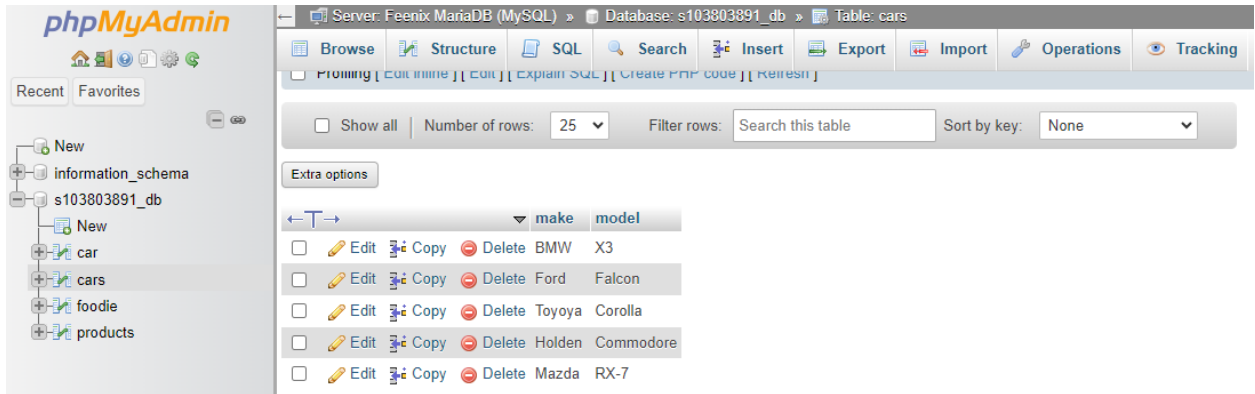 phpMyAdmin
Recent Favorites
New
information_schema
s103803891_db
New
car
cars
foodie
products
Server: Feenix MariaDB (MySQL) » Database: s103803891_db » Table: cars
Browse Structure SQL Search Insert Export Import Operations Tracking
Profiling [ Edit inline ] [ Edit ] [ Explain SQL ] [ Create PHP code ] [ Refresh ]
Show all | Number of rows: 25 Filter rows: Search this table Sort by key: None
Extra options
←T→ make model
Edit Copy Delete BMW X3
Edit Copy Delete Ford Falcon
Edit Copy Delete Toyoya Corolla
Edit Copy Delete Holden Commodore
Edit Copy Delete Mazda RX-7